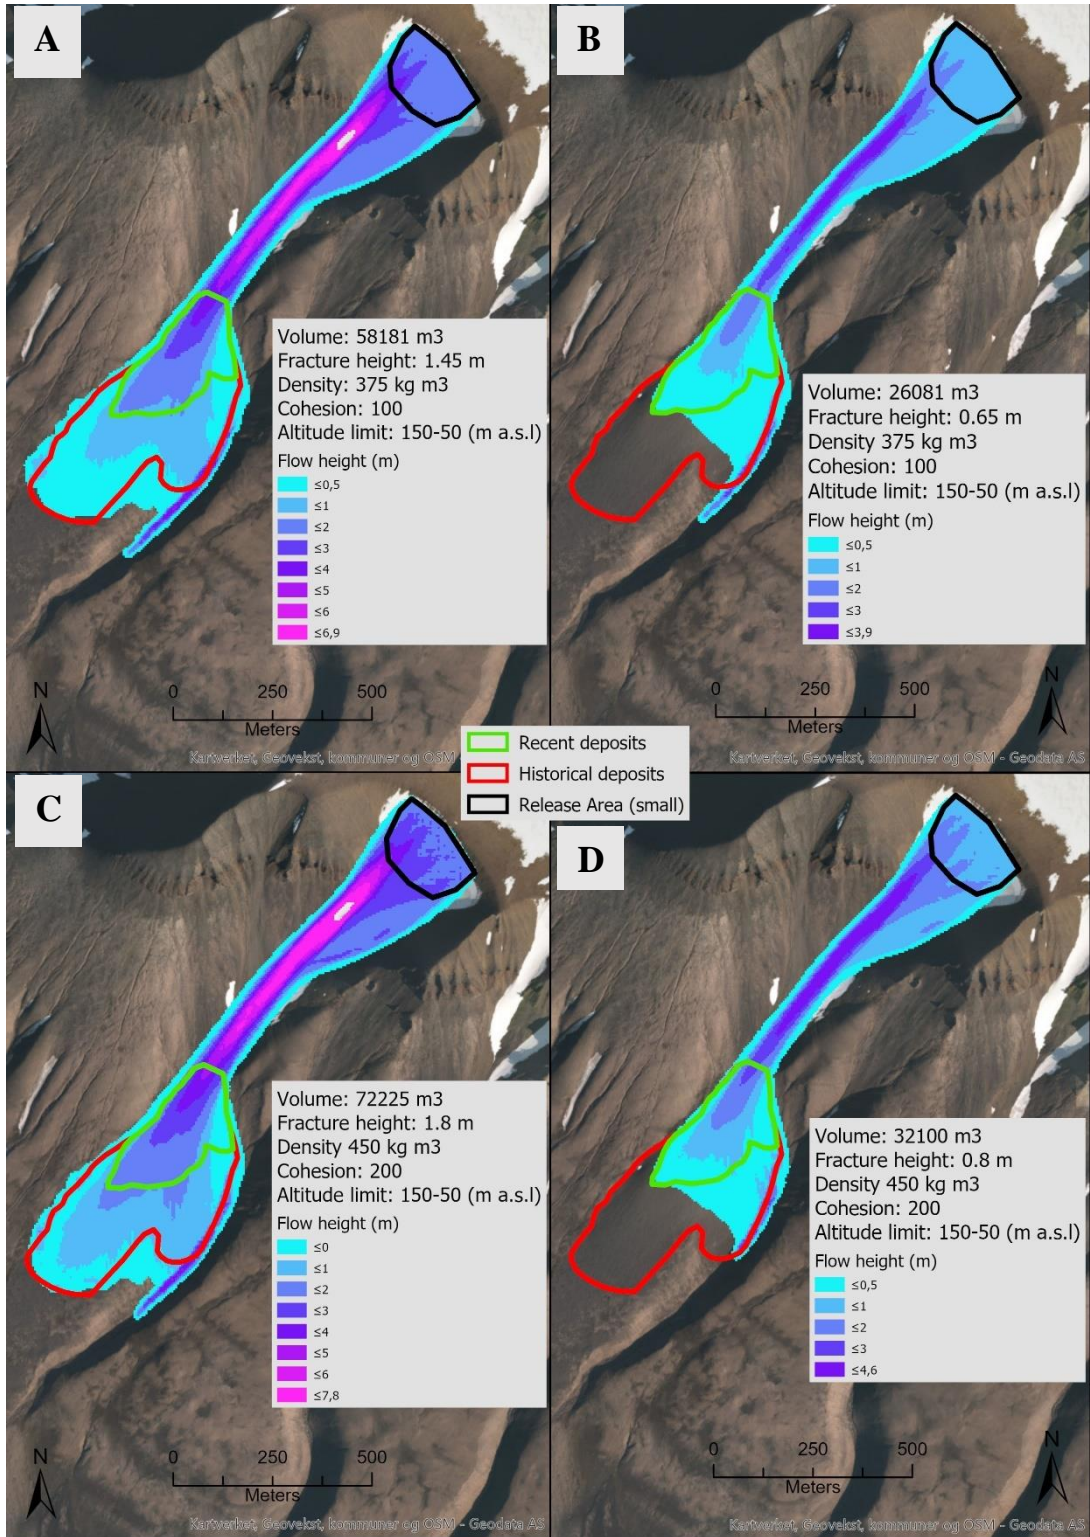 A
Volume: 58181 m3
Fracture height: 1.45 m
Density: 375 kg m3
Cohesion: 100
Altitude limit: 150-50 (m a.s.l)
Flow height (m)
≤0,5
≤1
≤2
≤3
≤4
≤5
≤6
≤6,9
N
0 250 500
Meters
Kartverket, Geovekst, kommuner og OSM -
B
Volume: 26081 m3
Fracture height: 0.65 m
Density 375 kg m3
Cohesion: 100
Altitude limit: 150-50 (m a.s.l)
Flow height (m)
≤0,5
≤1
≤2
≤3
≤3,9
0 250 500
Meters
N
Kartverket, Geovekst, kommuner og OSM - Geodata AS
Recent deposits
Historical deposits
Release Area (small)
C
Volume: 72225 m3
Fracture height: 1.8 m
Density 450 kg m3
Cohesion: 200
Altitude limit: 150-50 (m a.s.l)
Flow height (m)
≤0
≤1
≤2
≤3
≤4
≤5
≤6
≤7,8
N
0 250 500
Meters
Kartverket, Geovekst, kommuner og OSM - Geodata AS
D
Volume: 32100 m3
Fracture height: 0.8 m
Density 450 kg m3
Cohesion: 200
Altitude limit: 150-50 (m a.s.l)
Flow height (m)
≤0,5
≤1
≤2
≤3
≤4,6
0 250 500
Meters
N
Kartverket, Geovekst, kommuner og OSM - Geodata AS